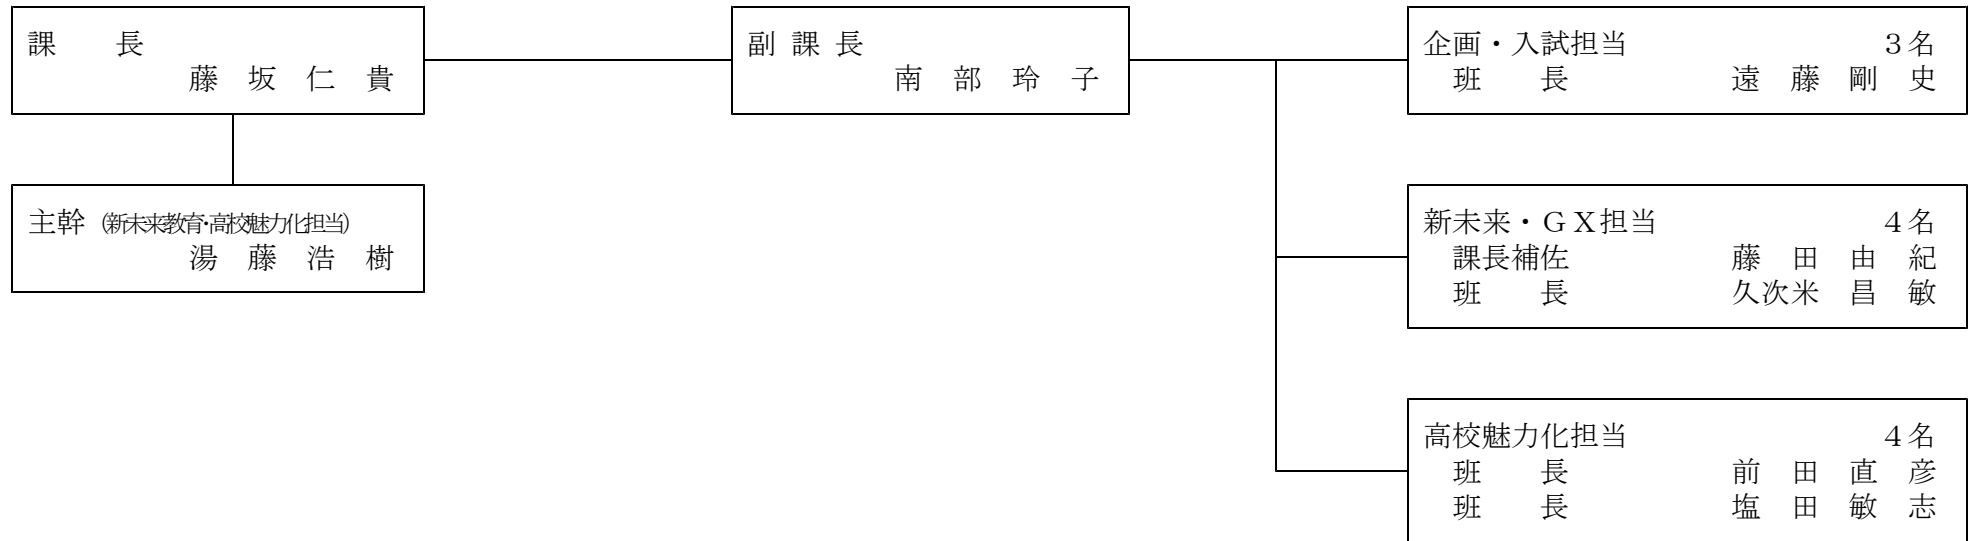 課　　長
藤　坂　仁　貴
主幹（新未来教育・高校魅力化担当）
湯　藤　浩　樹
副 課 長
南　部　玲　子
企画・入試担当　３名
班　　長　遠　藤　剛　史
新未来・ＧＸ担当　４名
課長補佐　藤　田　由　紀
班　　長　久次米　昌　敏
高校魅力化担当　４名
班　　長　前　田　直　彦
班　　長　塩　田　敏　志